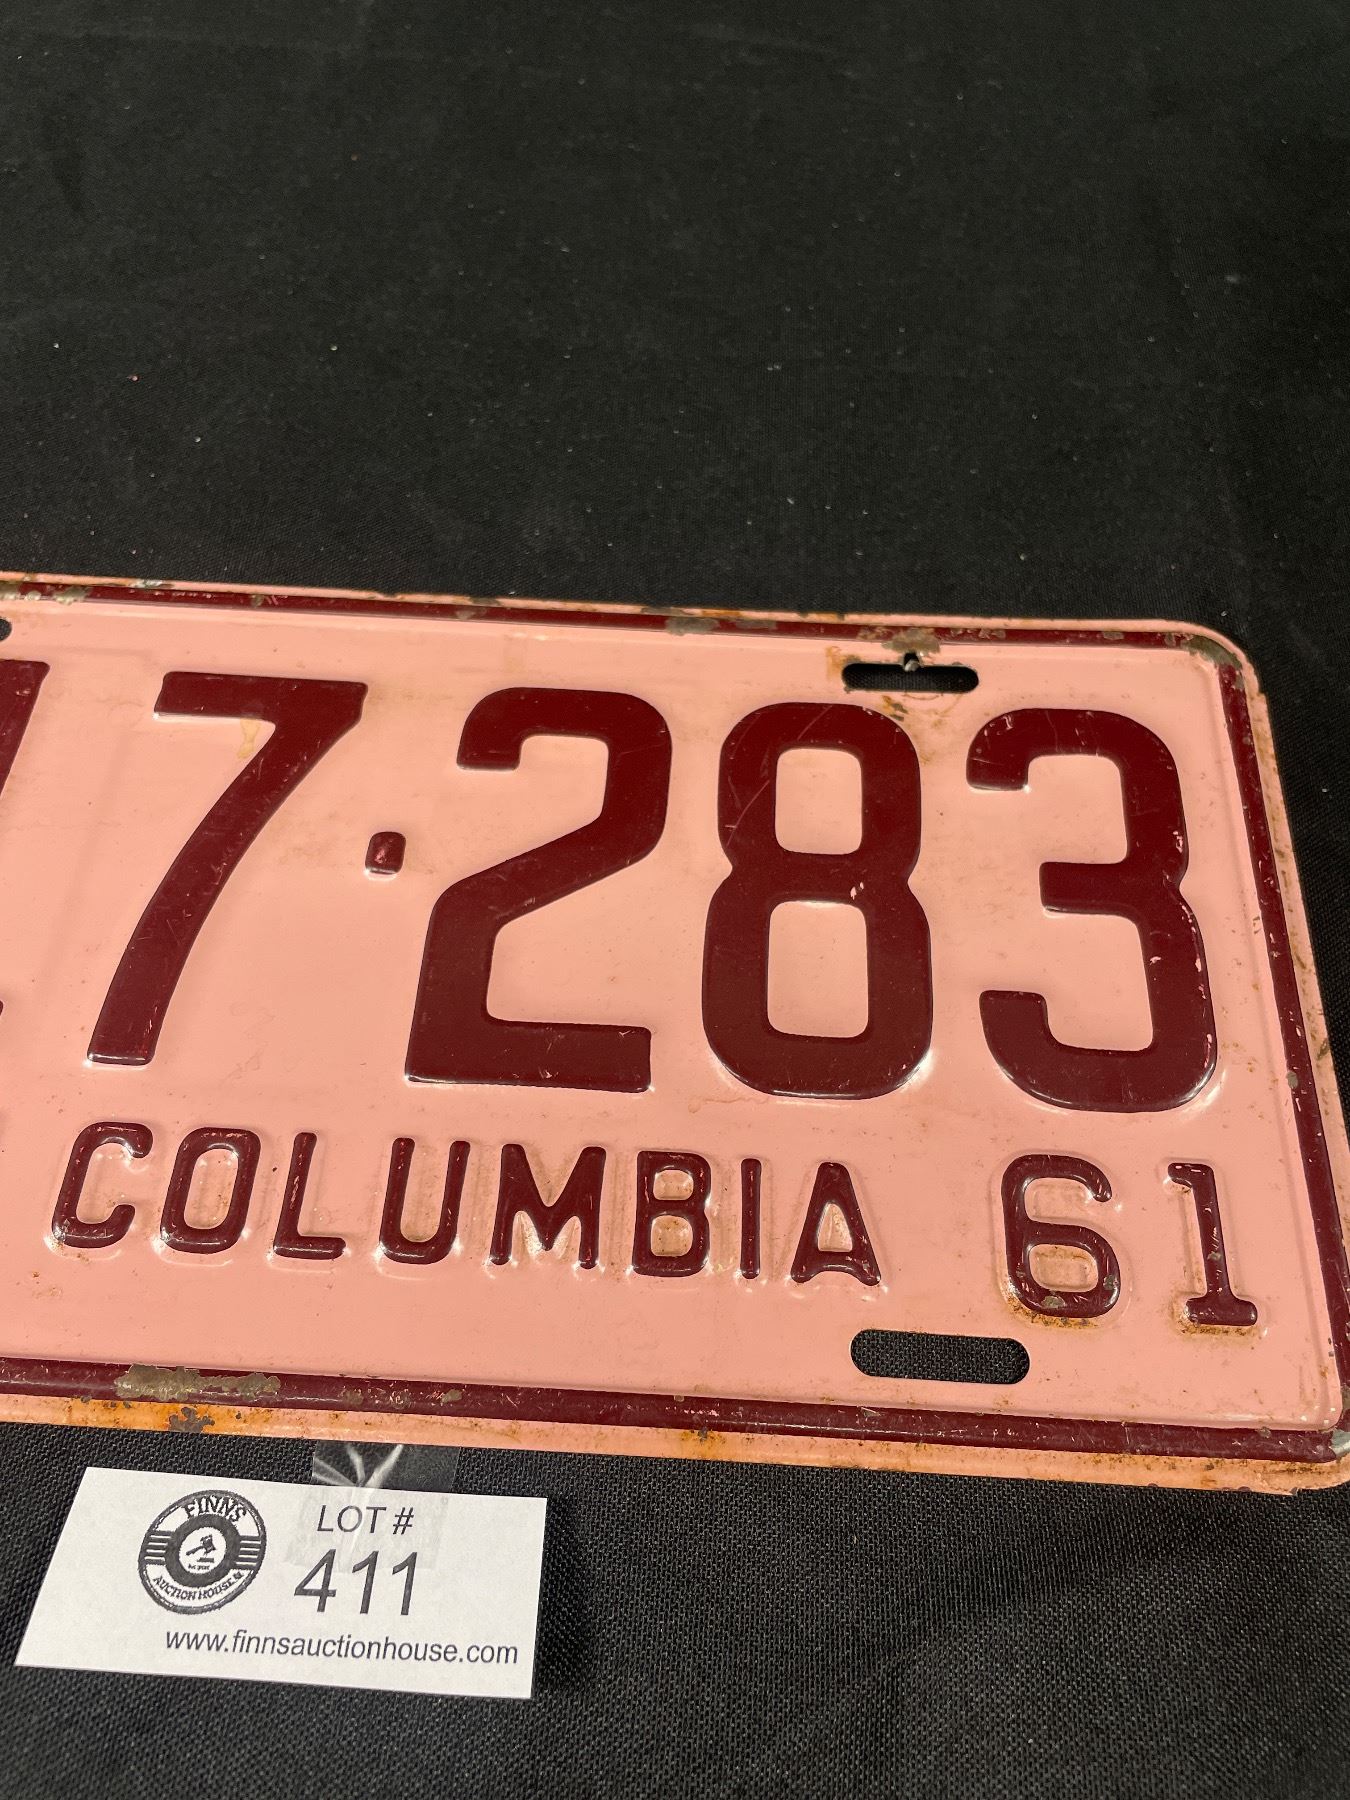 7·283
COLUMBIA 61
FINNS
AUCTION HOUSE &
LOT #
411
www.finnsauctionhouse.com